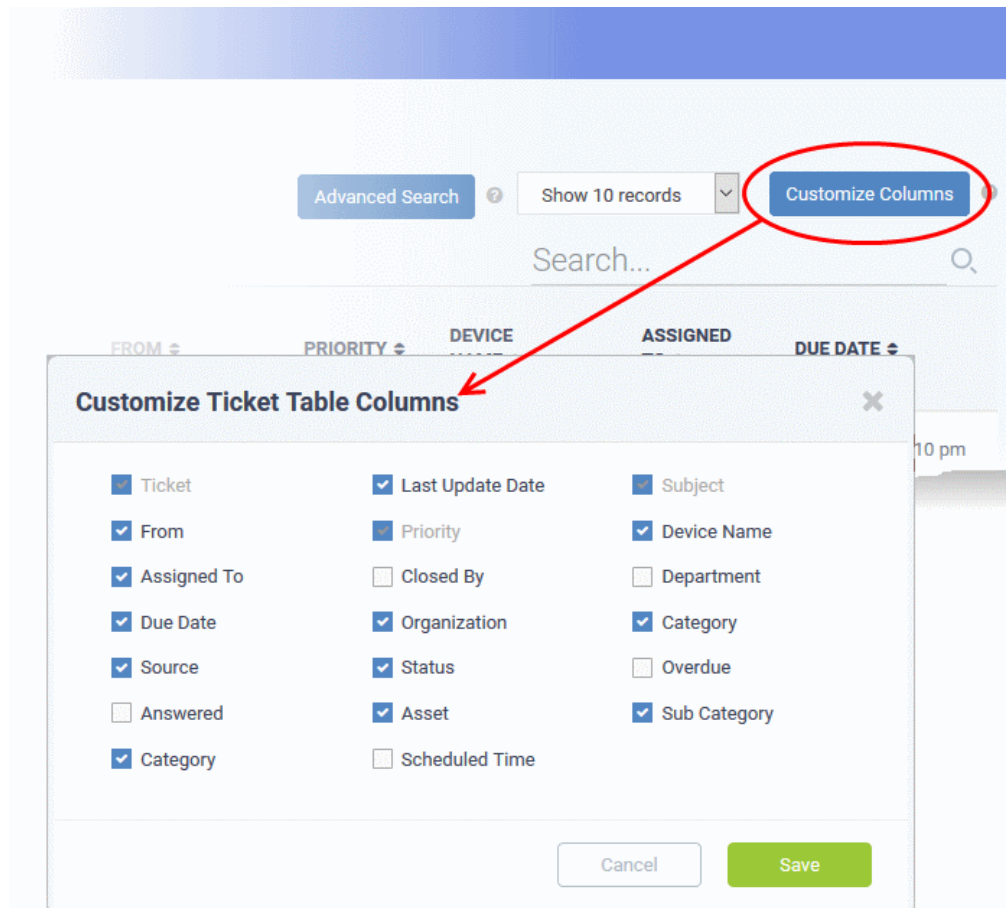 Advanced Search
Show 10 records
Customize Columns
Search...
FROM
PRIORITY
DEVICE
ASSIGNED
DUE DATE
Customize Ticket Table Columns
10 pm
Ticket Last Update Date Subject
From Priority Device Name
Assigned To Closed By Department
Due Date Organization Category
Source Status Overdue
Answered Asset Sub Category
Category Scheduled Time
Cancel Save